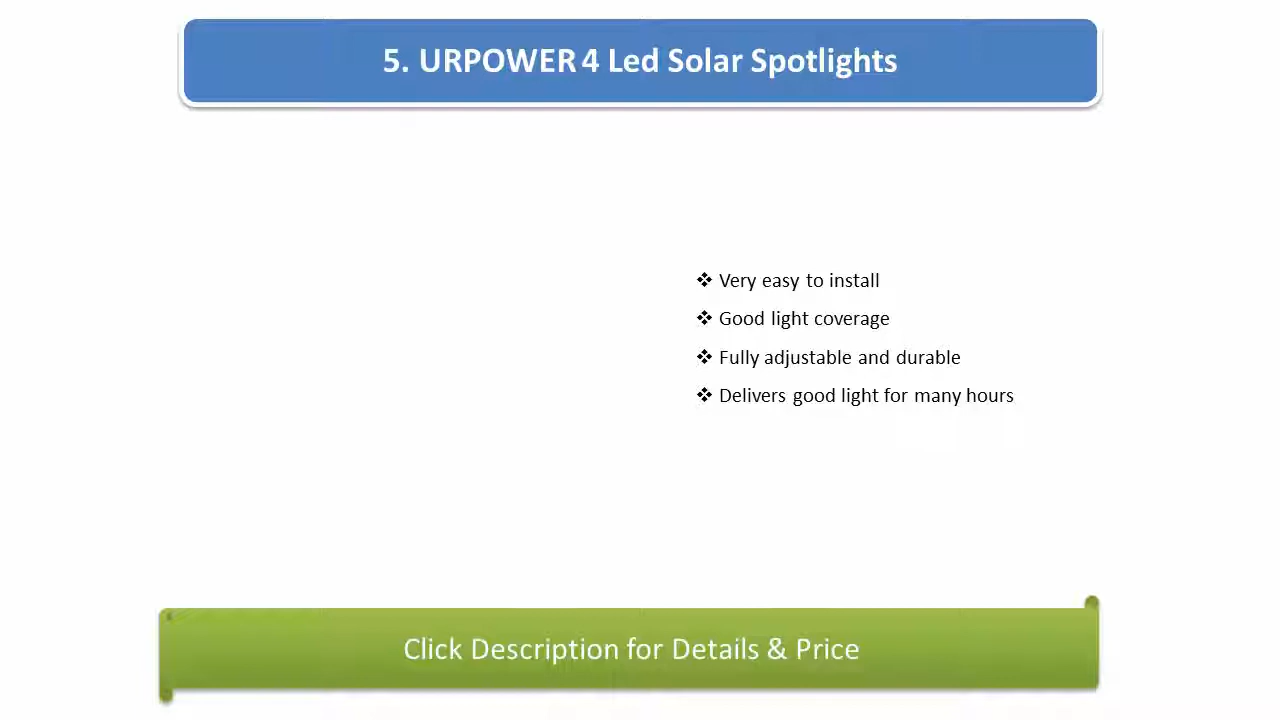 5. URPOWER 4 Led Solar Spotlights
❖ Very easy to install
❖ Good light coverage
❖ Fully adjustable and durable
❖ Delivers good light for many hours
Click Description for Details & Price